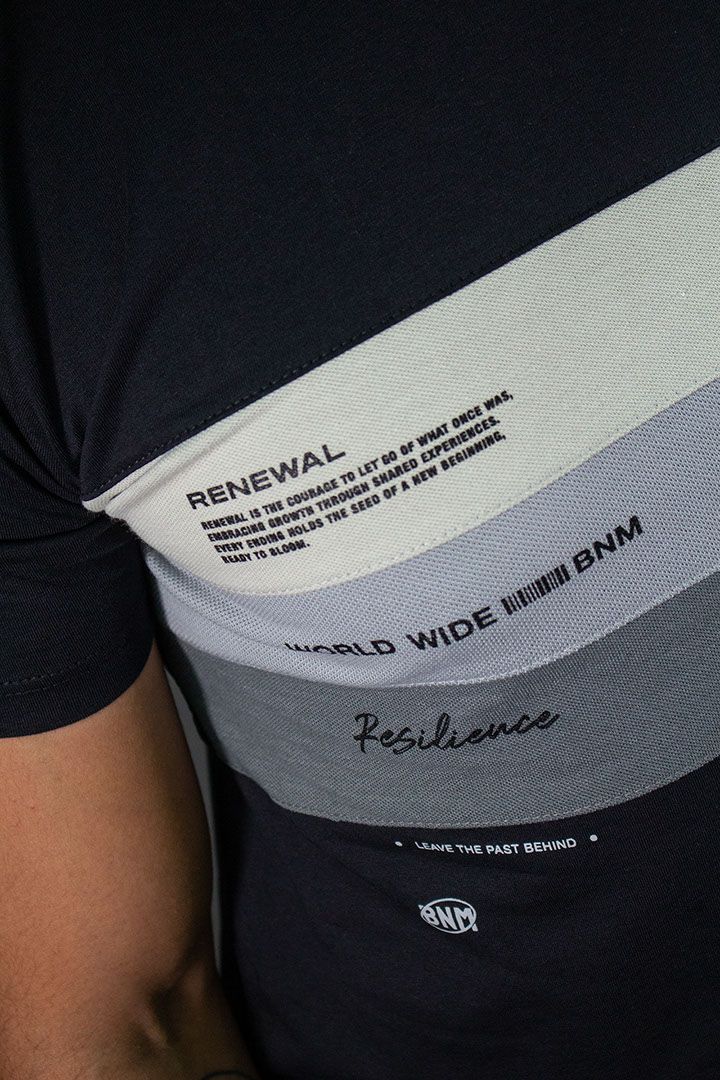 RENEWAL
RENEWAL IS THE COURAGE TO LET GO OF WHAT ONCE WAS,
EMBRACING GROWTH THROUGH SHARED EXPERIENCES.
EVERY ENDING HOLDS THE SEED OF A NEW BEGINNING,
READY TO BLOOM.
WORLD WIDE BNM
Resilience
• LEAVE THE PAST BEHIND •
BNM